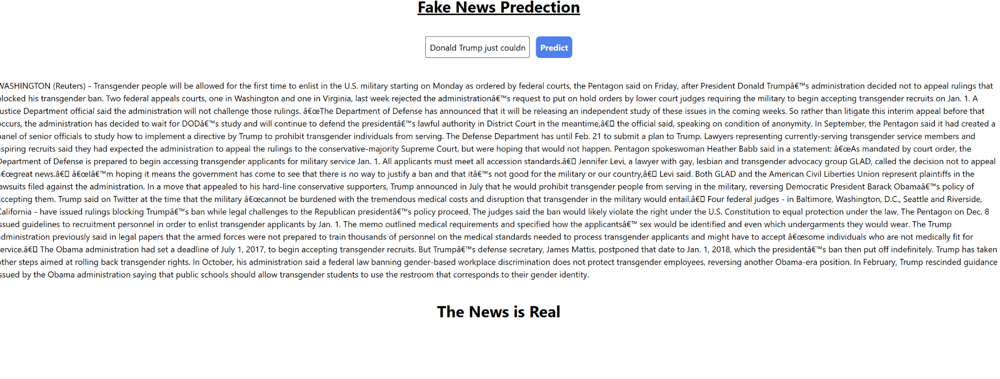 Fake News Predection
Donald Trump just couldn
Predict
WASHINGTON (Reuters) - Transgender people will be allowed for the first time to enlist in the U.S. military starting on Monday as ordered by federal courts, the Pentagon said on Friday, after President Donald Trumpâ€™s administration decided not to appeal rulings that
blocked his transgender ban. Two federal appeals courts, one in Washington and one in Virginia, last week rejected the administrationâ€™s request to put on hold orders by lower court judges requiring the military to begin accepting transgender recruits on Jan. 1. A
Justice Department official said the administration will not challenge those rulings. â€œThe Department of Defense has announced that it will be releasing an independent study of these issues in the coming weeks. So rather than litigate this interim appeal before that
occurs, the administration has decided to wait for DODâ€™s study and will continue to defend the presidentâ€™s lawful authority in District Court in the meantime,â€□ the official said, speaking on condition of anonymity. In September, the Pentagon said it had created a
panel of senior officials to study how to implement a directive by Trump to prohibit transgender individuals from serving. The Defense Department has until Feb. 21 to submit a plan to Trump. Lawyers representing currently-serving transgender service members and
aspiring recruits said they had expected the administration to appeal the rulings to the conservative-majority Supreme Court, but were hoping that would not happen. Pentagon spokeswoman Heather Babb said in a statement: â€œAs mandated by court order, the
Department of Defense is prepared to begin accessing transgender applicants for military service Jan. 1. All applicants must meet all accession standards.â€□ Jennifer Levi, a lawyer with gay, lesbian and transgender advocacy group GLAD, called the decision not to appeal
â€œgreat news.â€□ â€œIâ€™m hoping it means the government has come to see that there is no way to justify a ban and that itâ€™s not good for the military or our country,â€□ Levi said. Both GLAD and the American Civil Liberties Union represent plaintiffs in the
lawsuits filed against the administration. In a move that appealed to his hard-line conservative supporters, Trump announced in July that he would prohibit transgender people from serving in the military, reversing Democratic President Barack Obamaâ€™s policy of
accepting them. Trump said on Twitter at the time that the military â€œcannot be burdened with the tremendous medical costs and disruption that transgender in the military would entail.â€□ Four federal judges - in Baltimore, Washington, D.C., Seattle and Riverside,
California - have issued rulings blocking Trumpâ€™s ban while legal challenges to the Republican presidentâ€™s policy proceed. The judges said the ban would likely violate the right under the U.S. Constitution to equal protection under the law. The Pentagon on Dec. 8
issued guidelines to recruitment personnel in order to enlist transgender applicants by Jan. 1. The memo outlined medical requirements and specified how the applicantsâ€™ sex would be identified and even which undergarments they would wear. The Trump
administration previously said in legal papers that the armed forces were not prepared to train thousands of personnel on the medical standards needed to process transgender applicants and might have to accept â€œsome individuals who are not medically fit for
service.â€□ The Obama administration had set a deadline of July 1, 2017, to begin accepting transgender recruits. But Trumpâ€™s defense secretary, James Mattis, postponed that date to Jan. 1, 2018, which the presidentâ€™s ban then put off indefinitely. Trump has taken
other steps aimed at rolling back transgender rights. In October, his administration said a federal law banning gender-based workplace discrimination does not protect transgender employees, reversing another Obama-era position. In February, Trump rescinded guidance
issued by the Obama administration saying that public schools should allow transgender students to use the restroom that corresponds to their gender identity.
The News is Real